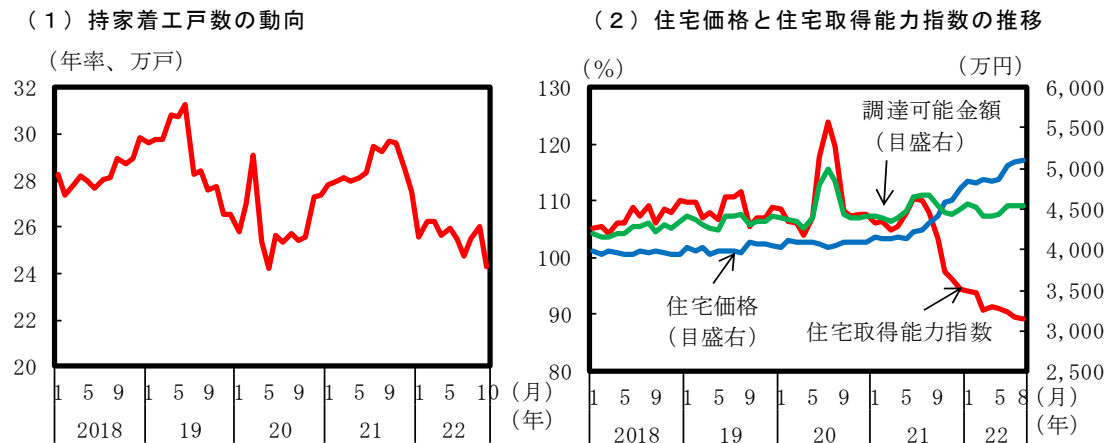 （１）持家着工戸数の動向
（年率、万戸）
32
30
28
26
24
22
20
1 5 9 1 5 9 1 5 9 1 5 9 1 5 10 (月)
2018 19 20 21 22 (年)
（２）住宅価格と住宅取得能力指数の推移
(%)
(万円)
130
120
110
100
90
80
6,000
5,500
5,000
4,500
4,000
3,500
3,000
2,500
調達可能金額
(目盛右)
住宅価格
(目盛右)
住宅取得能力指数
1 5 9 1 5 9 1 5 9 1 5 9 1 5 8 (月)
2018 19 20 21 22 (年)